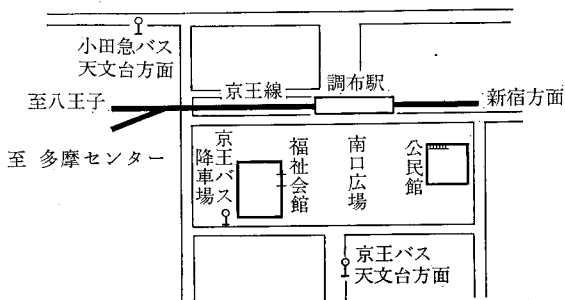 小田急バス
天文台方面
京王線
調布駅
至八王子
新宿方面
至 多摩センター
京王バス
降車場
福祉会館
南口広場
公民館
京王バス
天文台方面